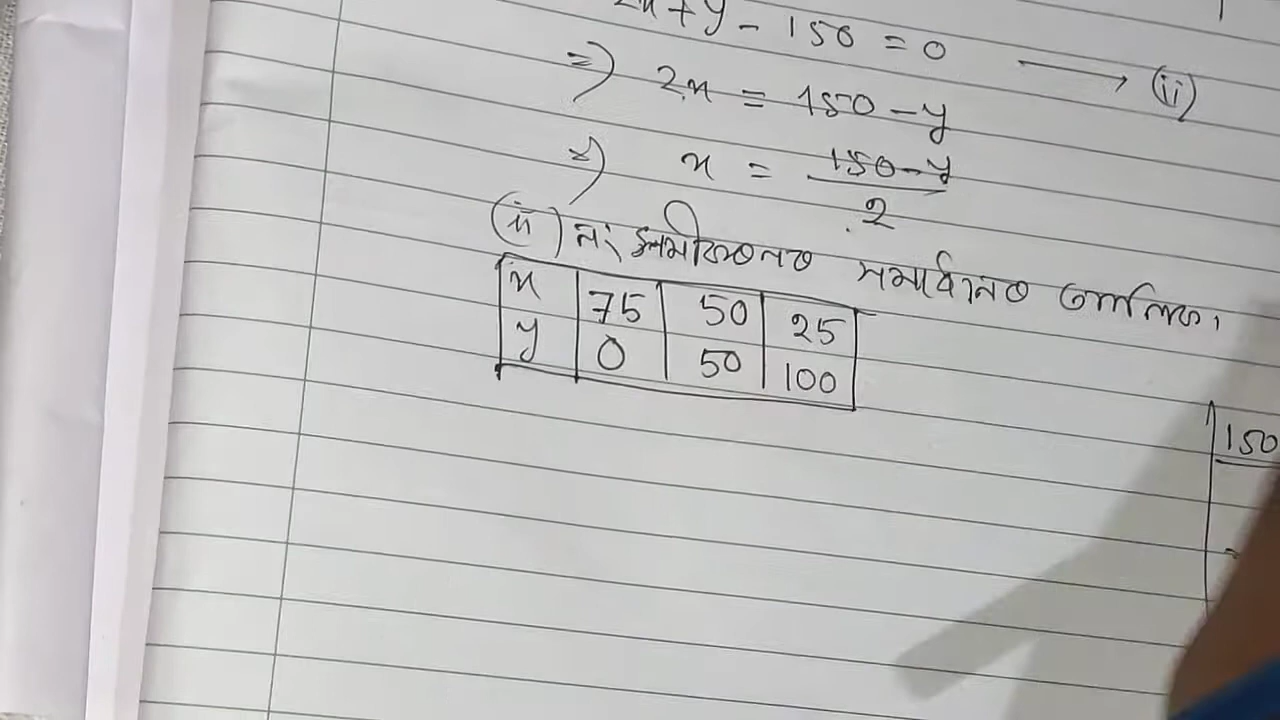 2x + y - 150 = 0 ⟶ (ii)
⇒ 2x = 150 - y
⇒ x = \frac{150 - y}{2}
(ii) নং সমীকৰণৰ সমাধানৰ তালিকা।
x 75 50 25
y 0 50 100
150